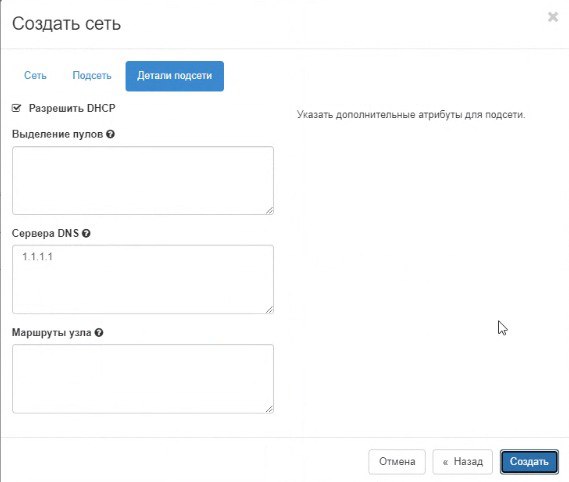 Создать сеть
×
Сеть Подсеть Детали подсети
Разрешить DHCP
Указать дополнительные атрибуты для подсети.
Выделение пулов
Сервера DNS
1.1.1.1
Маршруты узла
Отмена « Назад Создать